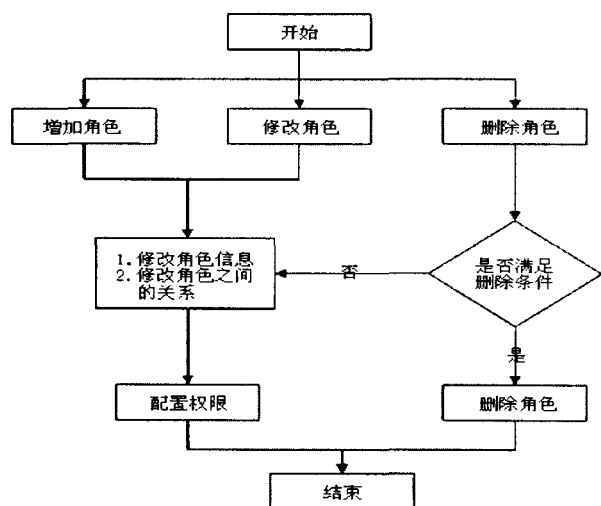 开始
增加角色
修改角色
删除角色
1.修改角色信息
2.修改角色之间
的关系
否
是否满足
删除条件
是
配置权限
删除角色
结束